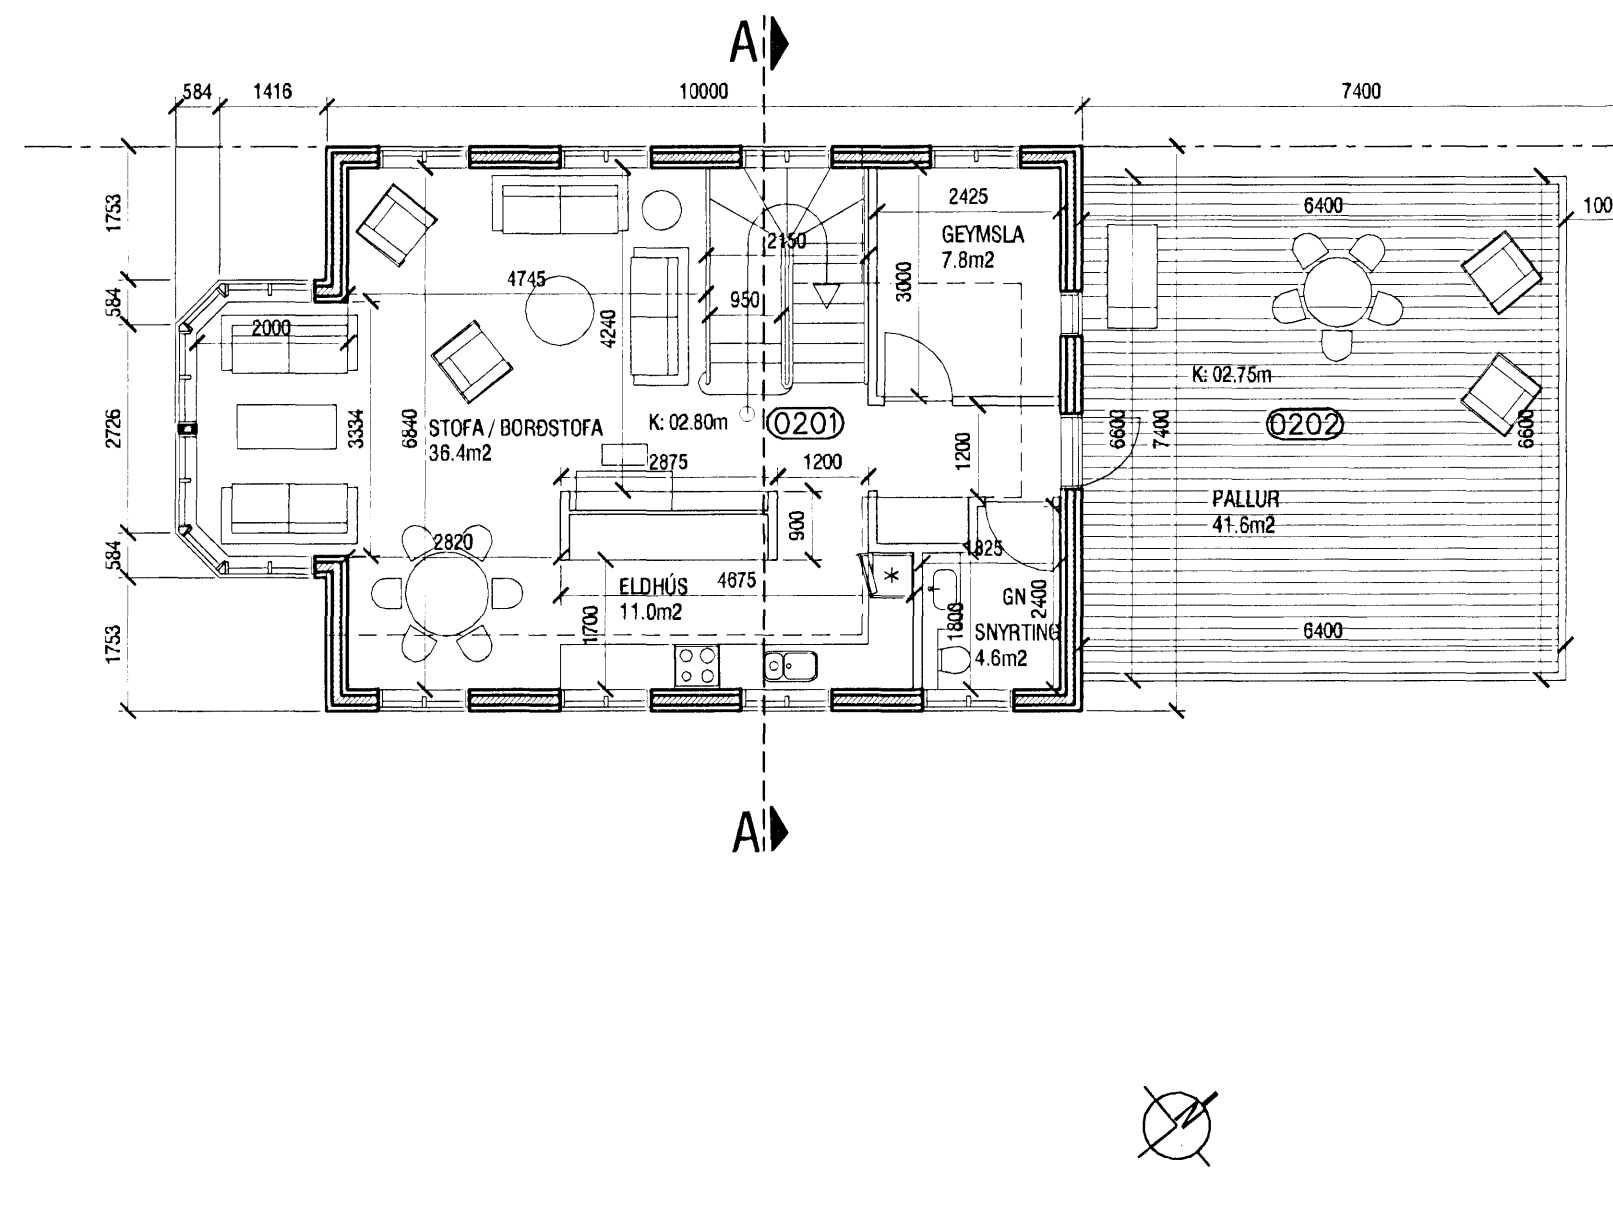 A
584
1416
10000
7400
1753
6400
100
2425
GEYMSLA
7.8m2
2150
3000
4745
950
584
2000
4240
K: 02.75m
2726
3334
6840
STOFA / BORÐSTOFA
36.4m2
K: 02.80m
0201
0202
6600
7400
6600
1200
2875
1200
PALLUR
41.6m2
900
584
2820
1825
ELDHÚS
11.0m2
4675
*
GN
2400
1700
1800
SNYRTING
4.6m2
1753
6400
A
N